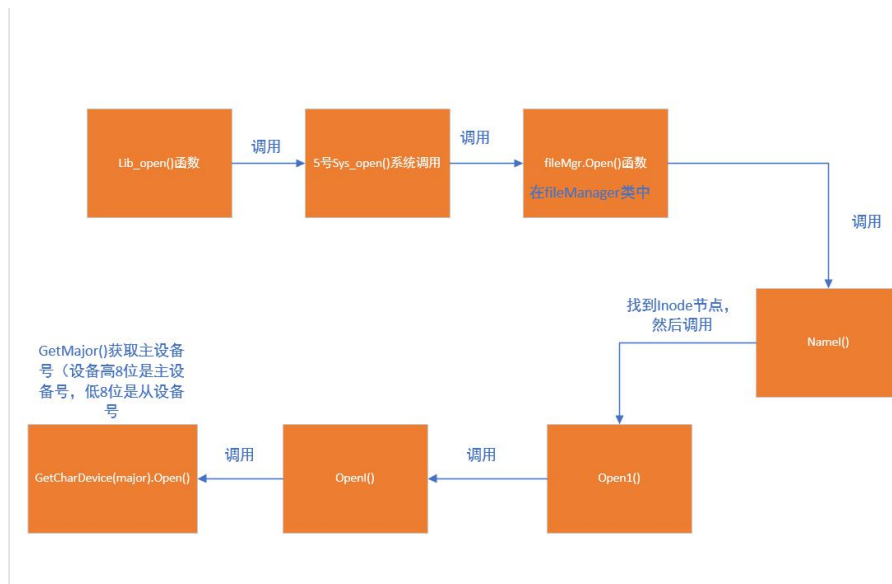 Lib_open()函数
调用
5号Sys_open()系统调用
调用
fileMgr.Open()函数
在fileManager类中
调用
NameI()
找到Inode节点，
然后调用
Open1()
调用
OpenI()
调用
GetMajor()获取主设备
号（设备高8位是主设
备号，低8位是从设备
号
GetCharDevice(major).Open()